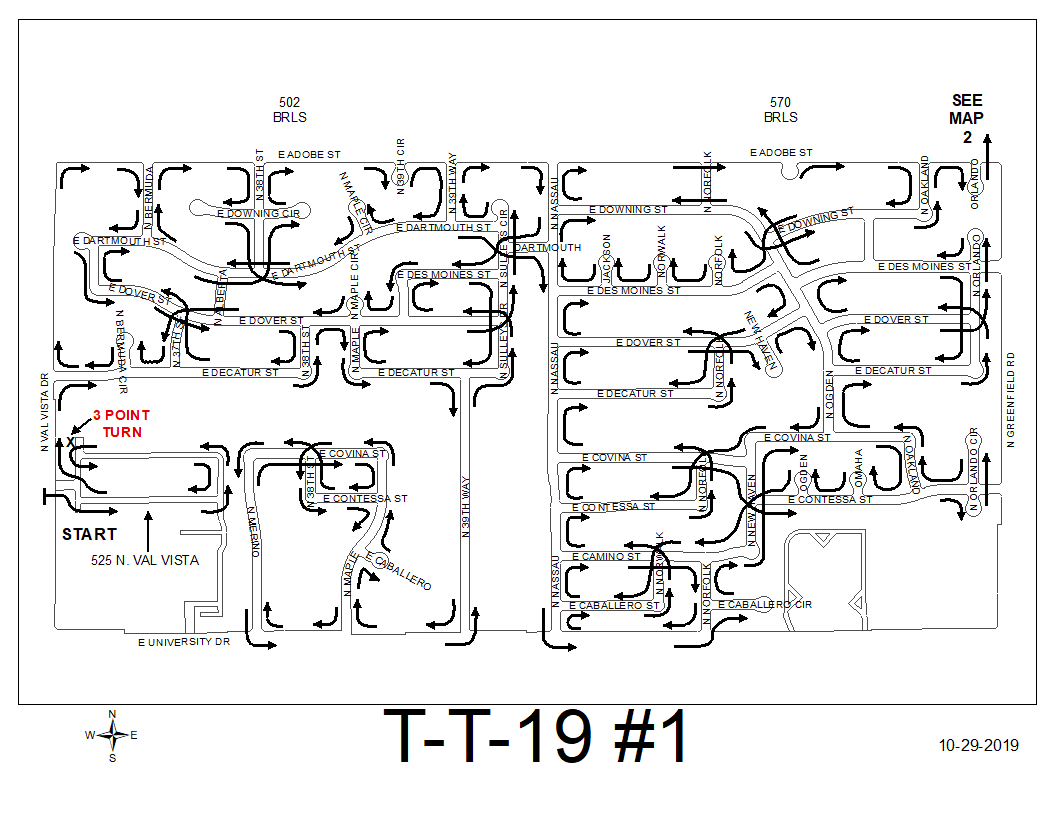 502
BRLS
570
BRLS
SEE
MAP
2
E ADOBE ST
E ADOBE ST
N BERMUDA
N 38TH ST
N 39TH CIR
N 39TH WAY
N NASSAU
N NORFOLK
N OAKLAND
ORLANDO
N MAPLE CIR
E DOWNING CIR
E DOWNING ST
E DOWNING ST
E DARTMOUTH ST
E DARTMOUTH ST
E DARTMOUTH ST
DARTMOUTH
N SULLEYS CIR
JACKSON
NORWALK
NORFOLK
N ORLANDO
E DES MOINES ST
E DES MOINES ST
E DES MOINES ST
N ALBERTA
N MAPLE CIR
E DOVER ST
E DOVER ST
E DOVER ST
E DOVER ST
N BERMUDA CIR
N 37TH ST
N 38TH ST
N MAPLE
N SULLEY CIR
N NASSAU
N NORFOLK
NEW HAVEN
E DECATUR ST
E DECATUR ST
E DECATUR ST
E DECATUR ST
N VAL VISTA DR
N OGDEN
N GREENFIELD RD
3 POINT
TURN
X
E COVINA ST
E COVINA ST
E COVINA ST
N 38TH ST
E CONTESSA ST
E CONTESSA ST
E CONTESSA ST
N NORFOLK
OGDEN
OMAHA
N OAKLAND
N ORLANDO CIR
START
525 N. VAL VISTA
N MERINO
N 39TH WAY
N NEW HAVEN
E CAMINO ST
N NORWALK
N MAPLE
E CABALLERO
N NASSAU
E CABALLERO ST
N NORFOLK
E CABALLERO CIR
E UNIVERSITY DR
N
W E
S
T-T-19 #1
10-29-2019